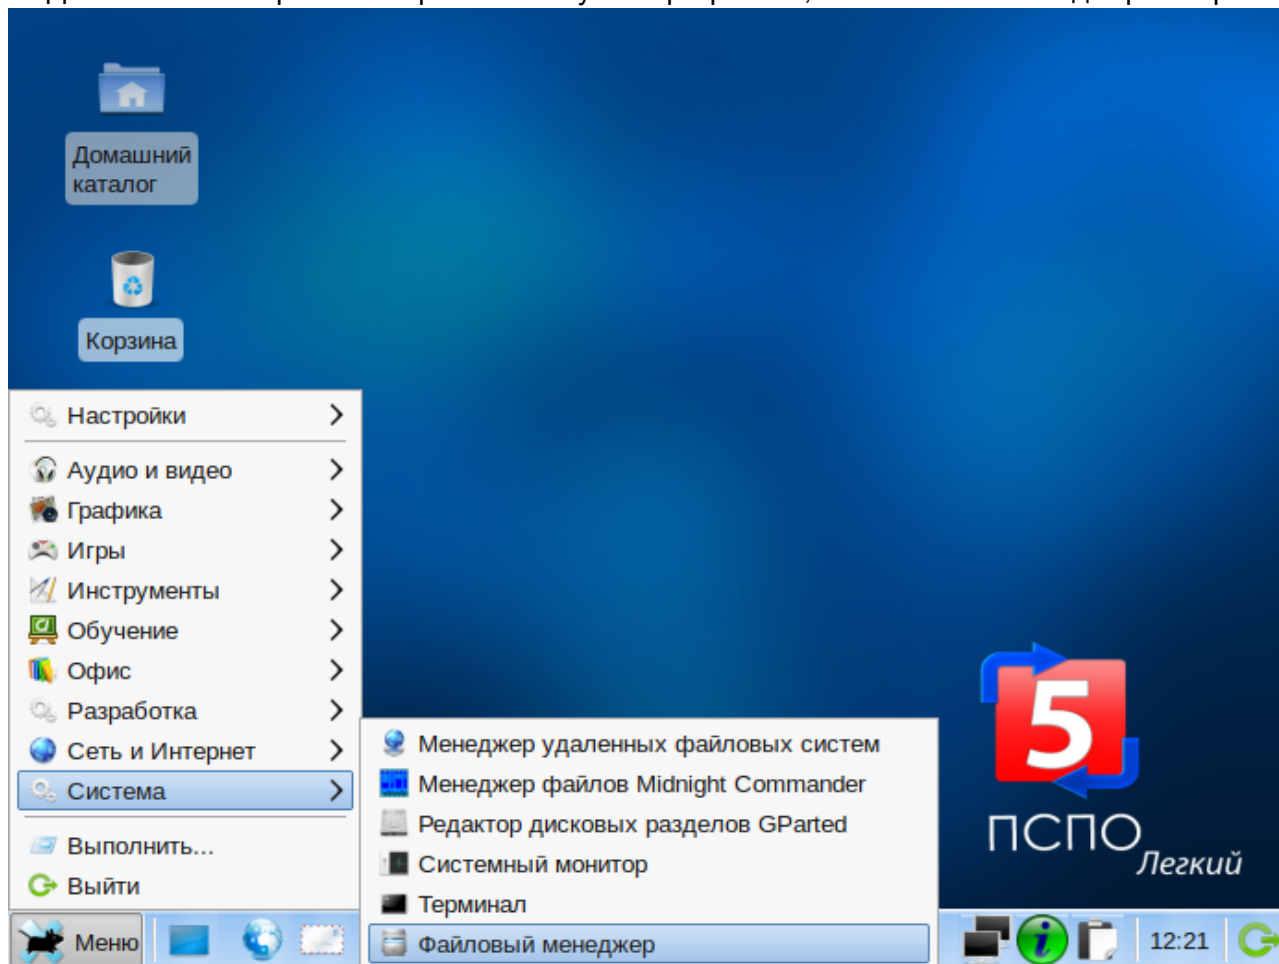 Домашний
каталог
Корзина
Настройки
Аудио и видео
Графика
Игры
Инструменты
Обучение
Офис
Разработка
Сеть и Интернет
Система
Выполнить...
Выйти
Менеджер удаленных файловых систем
Менеджер файлов Midnight Commander
Редактор дисковых разделов GParted
Системный монитор
Терминал
Файловый менеджер
5
ПСПО
Легкий
Меню
12:21